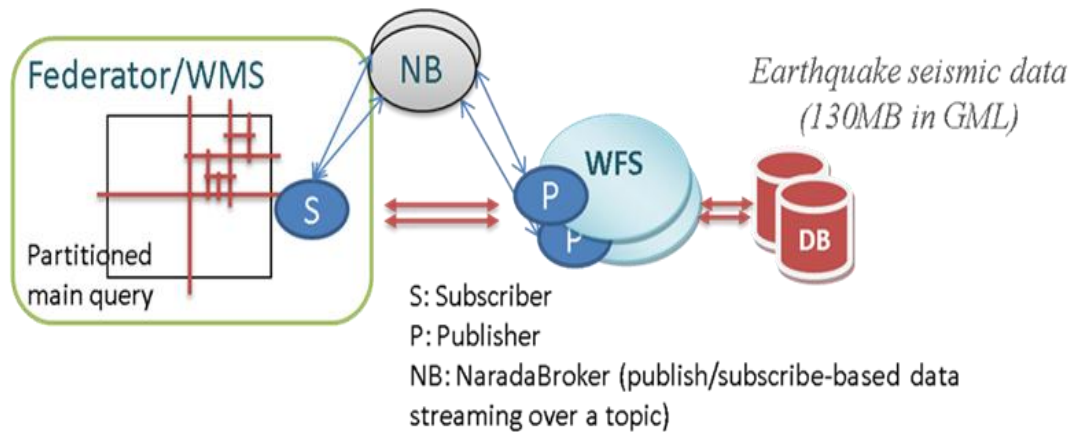 Federator/WMS
NB
Earthquake seismic data
(130MB in GML)
WFS
P
S
P
DB
Partitioned
main query
S: Subscriber
P: Publisher
NB: NaradaBroker (publish/subscribe-based data
streaming over a topic)